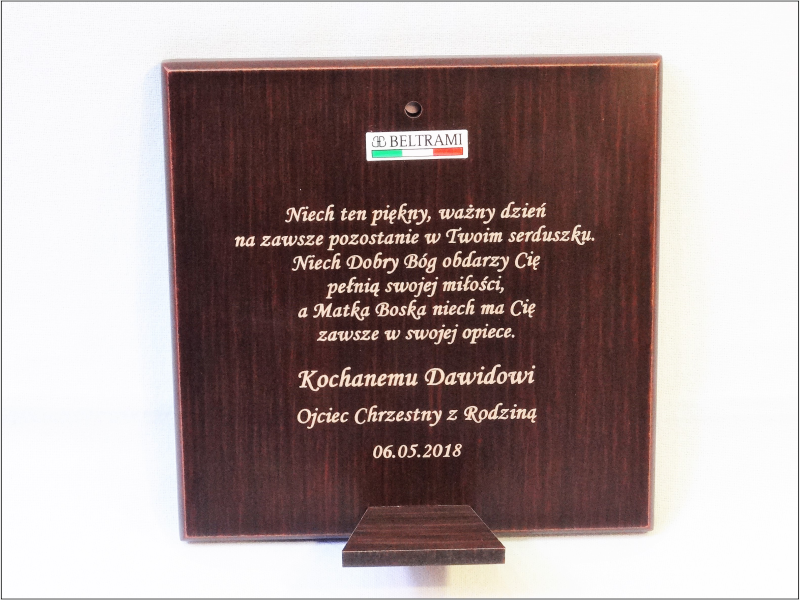 BELTRAMI
Niech ten piękny, ważny dzień
na zawsze pozostanie w Twoim serduszku.
Niech Dobry Bóg obdarzy Cię
pełnią swojej miłości,
a Matka Boska niech ma Cię
zawsze w swojej opiece.
Kochanemu Dawidowi
Ojciec Chrzestny z Rodziną
06.05.2018